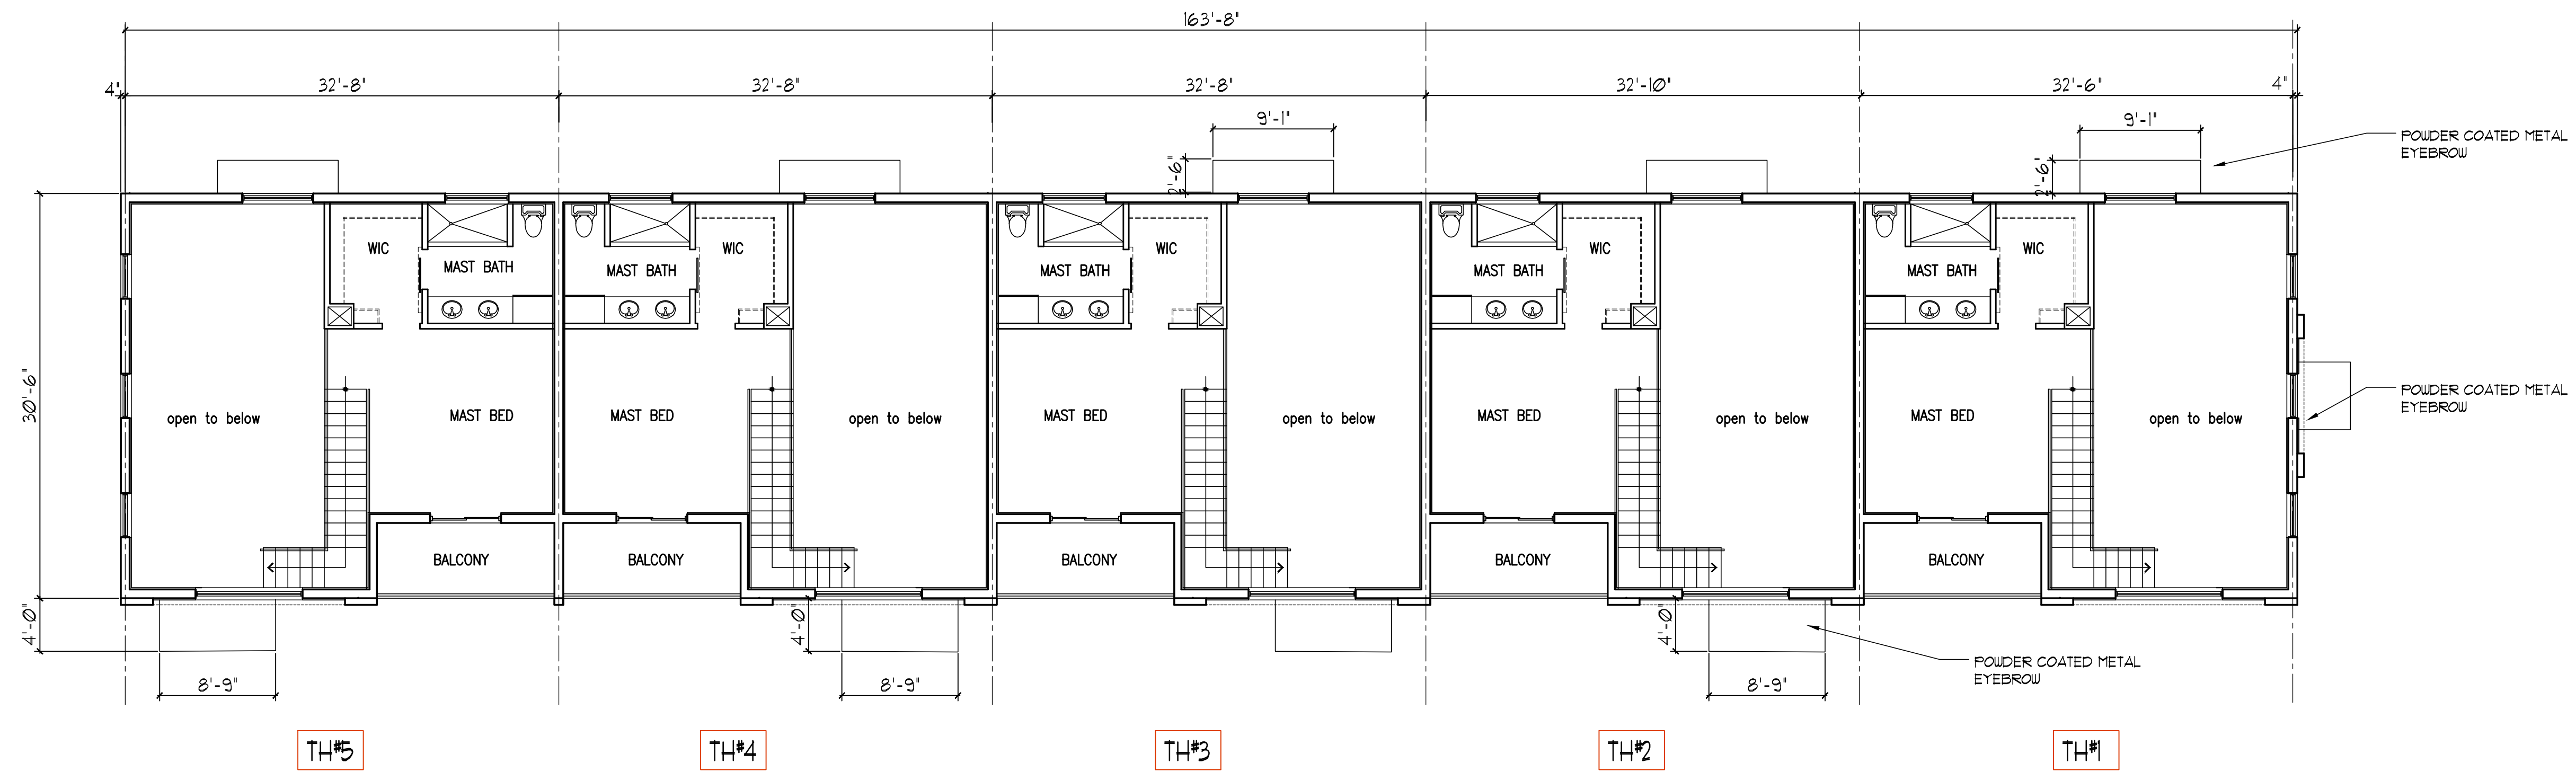 163'-8"
4"
32'-8"
32'-8"
32'-8"
32'-10"
32'-6"
4"
9'-1"
9'-1"
POWDER COATED METAL
EYEBROW
2'-6"
2'-6"
WIC
MAST BATH
MAST BATH
WIC
MAST BATH
WIC
MAST BATH
WIC
MAST BATH
WIC
30'-6"
open to below
MAST BED
MAST BED
open to below
MAST BED
open to below
MAST BED
open to below
MAST BED
open to below
POWDER COATED METAL
EYEBROW
BALCONY
BALCONY
BALCONY
BALCONY
BALCONY
4'-0"
4'-0"
4'-0"
8'-9"
8'-9"
8'-9"
POWDER COATED METAL
EYEBROW
TH#5
TH#4
TH#3
TH#2
TH#1